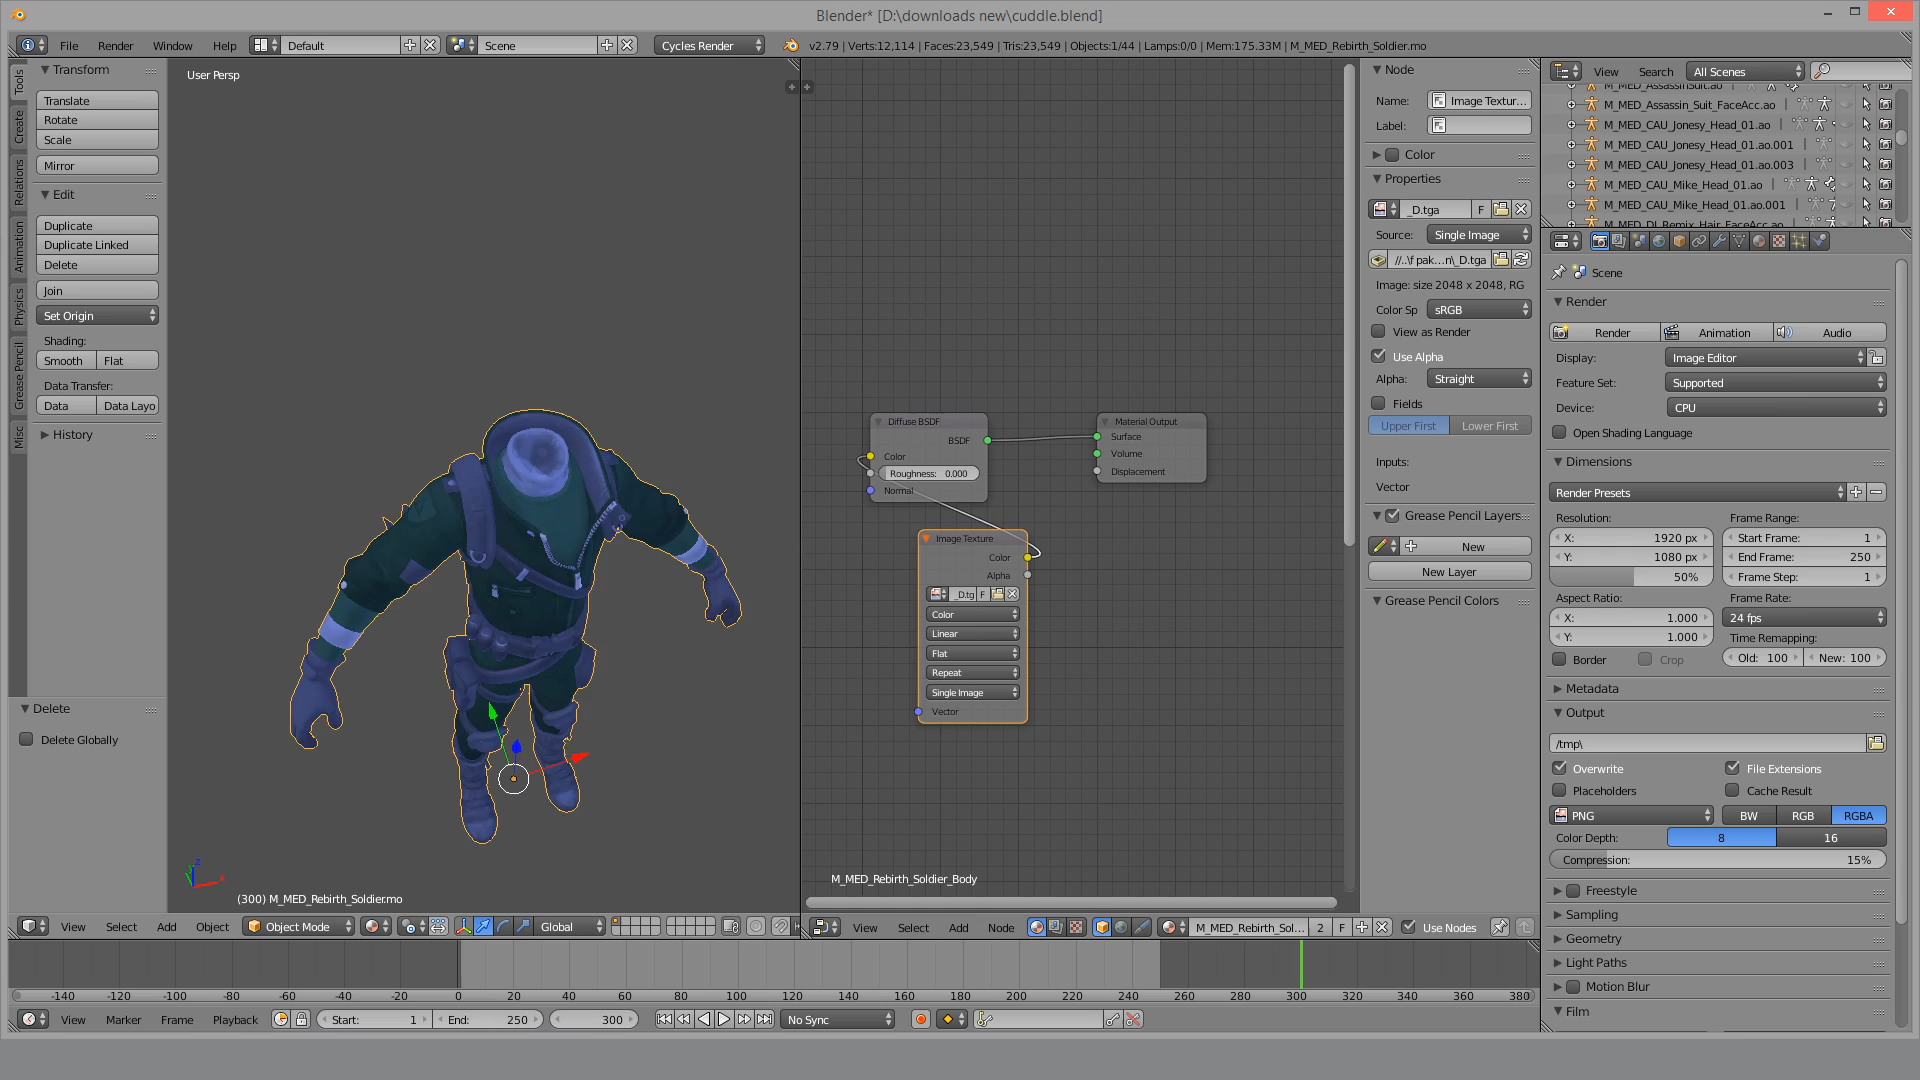 Blender* [D:\downloads new\cuddle.blend]
File Render Window Help Default Scene Cycles Render v2.79 | Verts:12,114 | Faces:23,549 | Tris:23,549 | Objects:1/44 | Lamps:0/0 | Mem:175.33M | M_MED_Rebirth_Soldier.mo
Tools
Create
Relations
Animation
Physics
Grease Pencil
Misc
Transform
Translate
Rotate
Scale
Mirror
Edit
Duplicate
Duplicate Linked
Delete
Join
Set Origin
Shading:
Smooth Flat
Data Transfer:
Data Data Layo
History
Delete
Delete Globally
User Persp
(300) M_MED_Rebirth_Soldier.mo
View Select Add Object Object Mode Global
Diffuse BSDF
BSDF
Color
Roughness: 0.000
Normal
Material Output
Surface
Volume
Displacement
Image Texture
Color
Alpha
_D.tg F
Color
Linear
Flat
Repeat
Single Image
Vector
M_MED_Rebirth_Soldier_Body
View Select Add Node M_MED_Rebirth_Sol... 2 F Use Nodes
Node
Name: Image Textur...
Label:
Color
Properties
_D.tga F
Source: Single Image
//..\f pak...n\_D.tga
Image: size 2048 x 2048, RG
Color Sp sRGB
View as Render
Use Alpha
Alpha: Straight
Fields
Upper First Lower First
Inputs:
Vector
Grease Pencil Layers
New
New Layer
Grease Pencil Colors
View Search All Scenes
M_MED_AssassinSuit.ao
M_MED_Assassin_Suit_FaceAcc.ao
M_MED_CAU_Jonesy_Head_01.ao
M_MED_CAU_Jonesy_Head_01.ao.001
M_MED_CAU_Jonesy_Head_01.ao.003
M_MED_CAU_Mike_Head_01.ao
M_MED_CAU_Mike_Head_01.ao.001
M_MED_DJ_Remix_Hair_FaceAcc.ao
Scene
Render
Render Animation Audio
Display: Image Editor
Feature Set: Supported
Device: CPU
Open Shading Language
Dimensions
Render Presets
Resolution: Frame Range:
X: 1920 px Start Frame: 1
Y: 1080 px End Frame: 250
50% Frame Step: 1
Aspect Ratio: Frame Rate:
X: 1.000 24 fps
Y: 1.000 Time Remapping:
Border Crop Old: 100 New: 100
Metadata
Output
/tmp\
Overwrite File Extensions
Placeholders Cache Result
PNG BW RGB RGBA
Color Depth: 8 16
Compression: 15%
Freestyle
Sampling
Geometry
Light Paths
Motion Blur
Film
-140 -120 -100 -80 -60 -40 -20 0 20 40 60 80 100 120 140 160 180 200 220 240 260 280 300 320 340 360 380
View Marker Frame Playback Start: 1 End: 250 300 No Sync